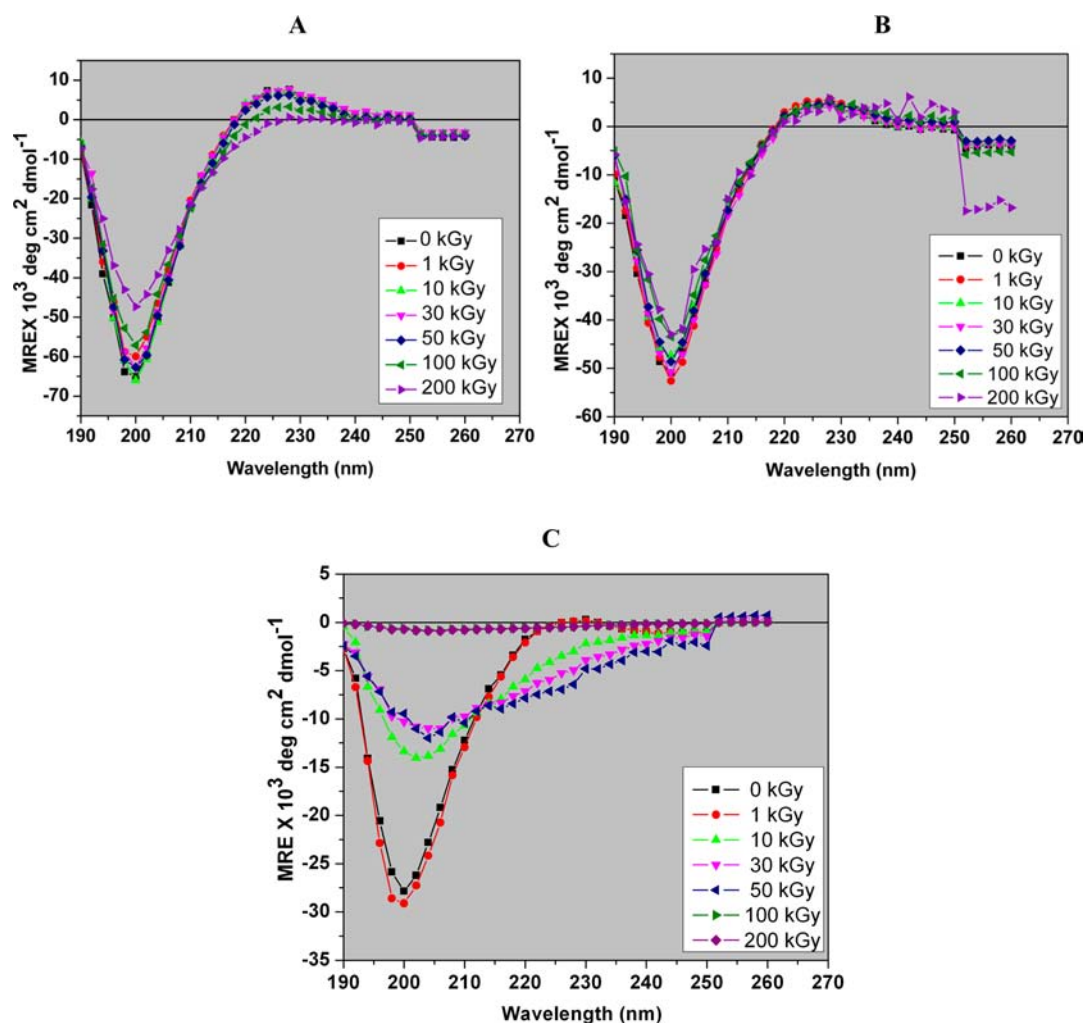 A
MREX 10³ deg cm² dmol⁻¹
10
0
-10
-20
-30
-40
-50
-60
-70
190 200 210 220 230 240 250 260 270
Wavelength (nm)
0 kGy
1 kGy
10 kGy
30 kGy
50 kGy
100 kGy
200 kGy
B
MREX 10³ deg cm² dmol⁻¹
10
0
-10
-20
-30
-40
-50
-60
190 200 210 220 230 240 250 260 270
Wavelength (nm)
0 kGy
1 kGy
10 kGy
30 kGy
50 kGy
100 kGy
200 kGy
C
MRE X 10³ deg cm² dmol⁻¹
5
0
-5
-10
-15
-20
-25
-30
-35
190 200 210 220 230 240 250 260 270
Wavelength (nm)
0 kGy
1 kGy
10 kGy
30 kGy
50 kGy
100 kGy
200 kGy